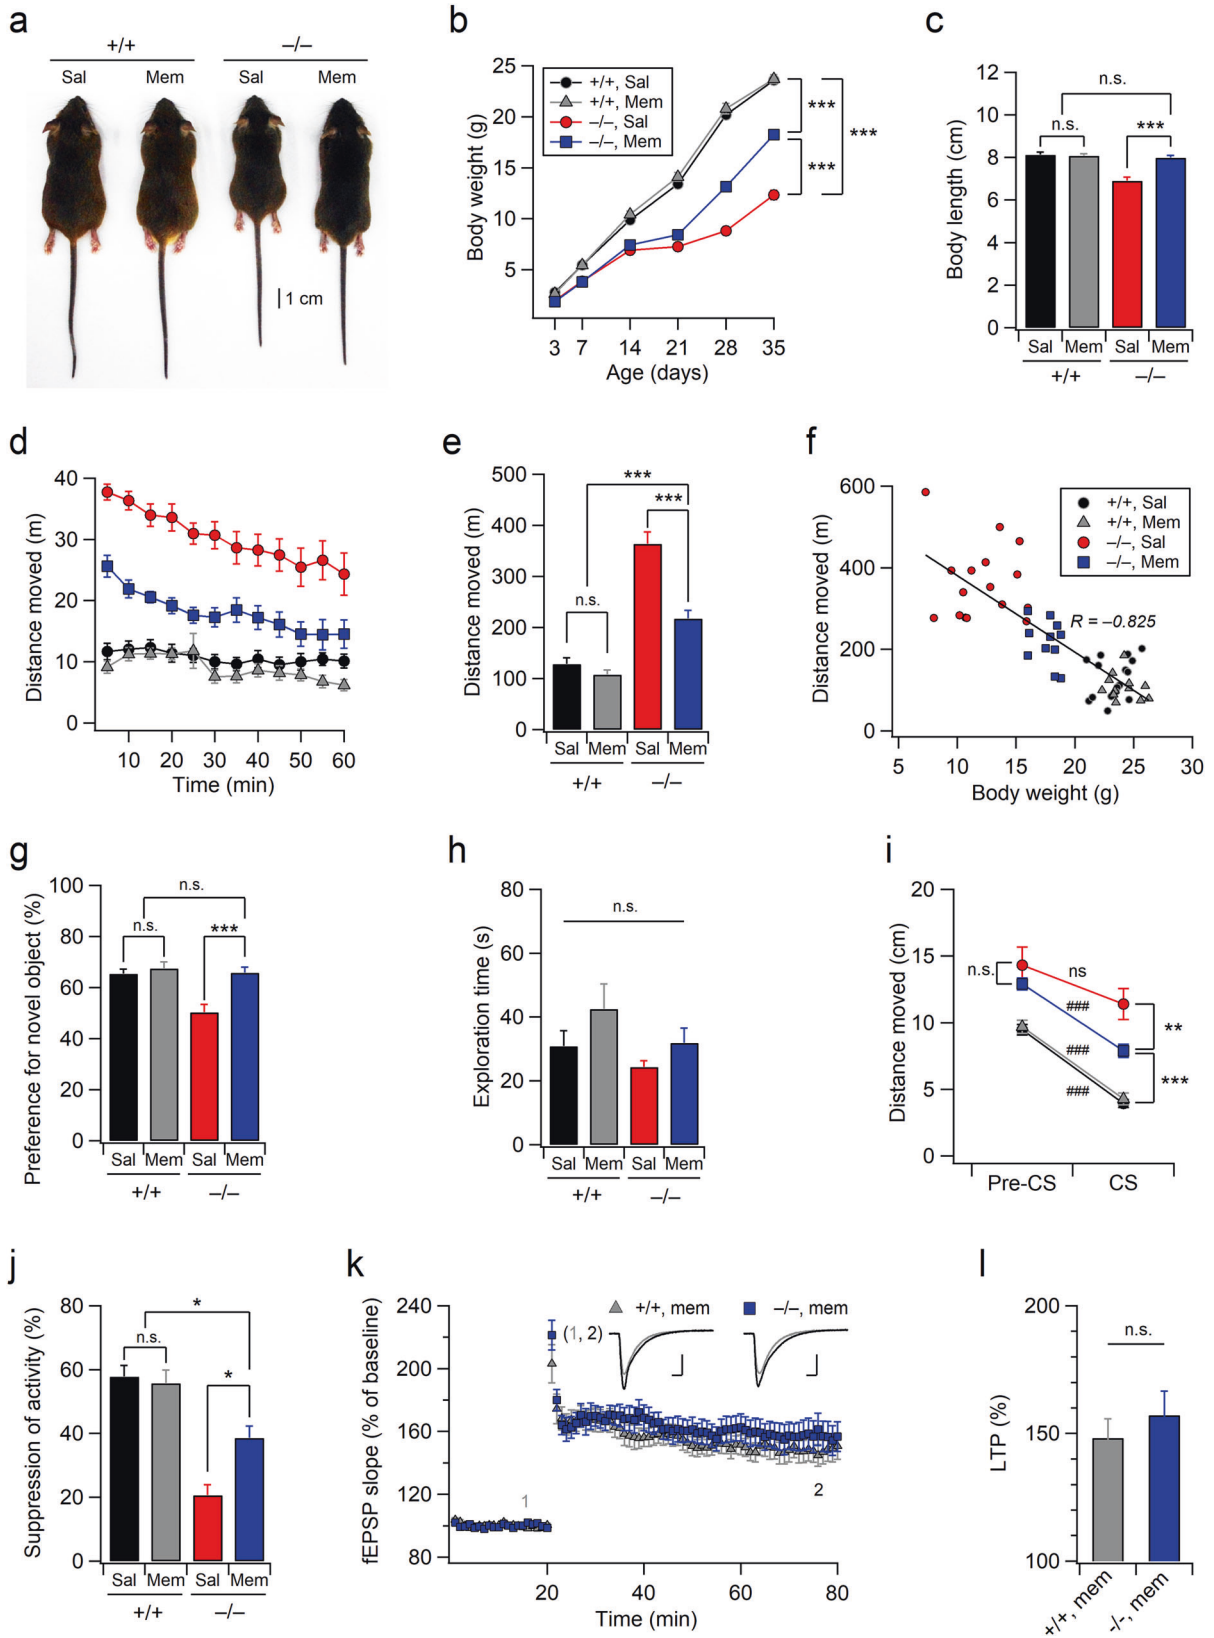 a
+/+
–/–
Sal
Mem
Sal
Mem
1 cm
b
Body weight (g)
25
20
15
10
5
+/+, Sal
+/+, Mem
–/–, Sal
–/–, Mem
***
***
***
3
7
14
21
28
35
Age (days)
c
Body length (cm)
12
10
8
6
4
2
0
n.s.
n.s.
***
Sal
Mem
Sal
Mem
+/+
–/–
d
Distance moved (m)
40
30
20
10
0
10
20
30
40
50
60
Time (min)
e
Distance moved (m)
500
400
300
200
100
0
***
***
n.s.
Sal
Mem
Sal
Mem
+/+
–/–
f
Distance moved (m)
600
400
200
0
+/+, Sal
+/+, Mem
–/–, Sal
–/–, Mem
R = –0.825
5
10
15
20
25
30
Body weight (g)
g
Preference for novel object (%)
100
80
60
40
20
0
n.s.
n.s.
***
Sal
Mem
Sal
Mem
+/+
–/–
h
Exploration time (s)
80
60
40
20
0
n.s.
Sal
Mem
Sal
Mem
+/+
–/–
i
Distance moved (cm)
20
15
10
5
0
n.s.
ns
###
###
###
**
***
Pre-CS
CS
j
Suppression of activity (%)
80
60
40
20
0
*
n.s.
*
Sal
Mem
Sal
Mem
+/+
–/–
k
fEPSP slope (% of baseline)
240
200
160
120
80
+/+, mem
–/–, mem
(1, 2)
1
2
20
40
60
80
Time (min)
l
LTP (%)
200
150
100
n.s.
+/+, mem
-/-, mem